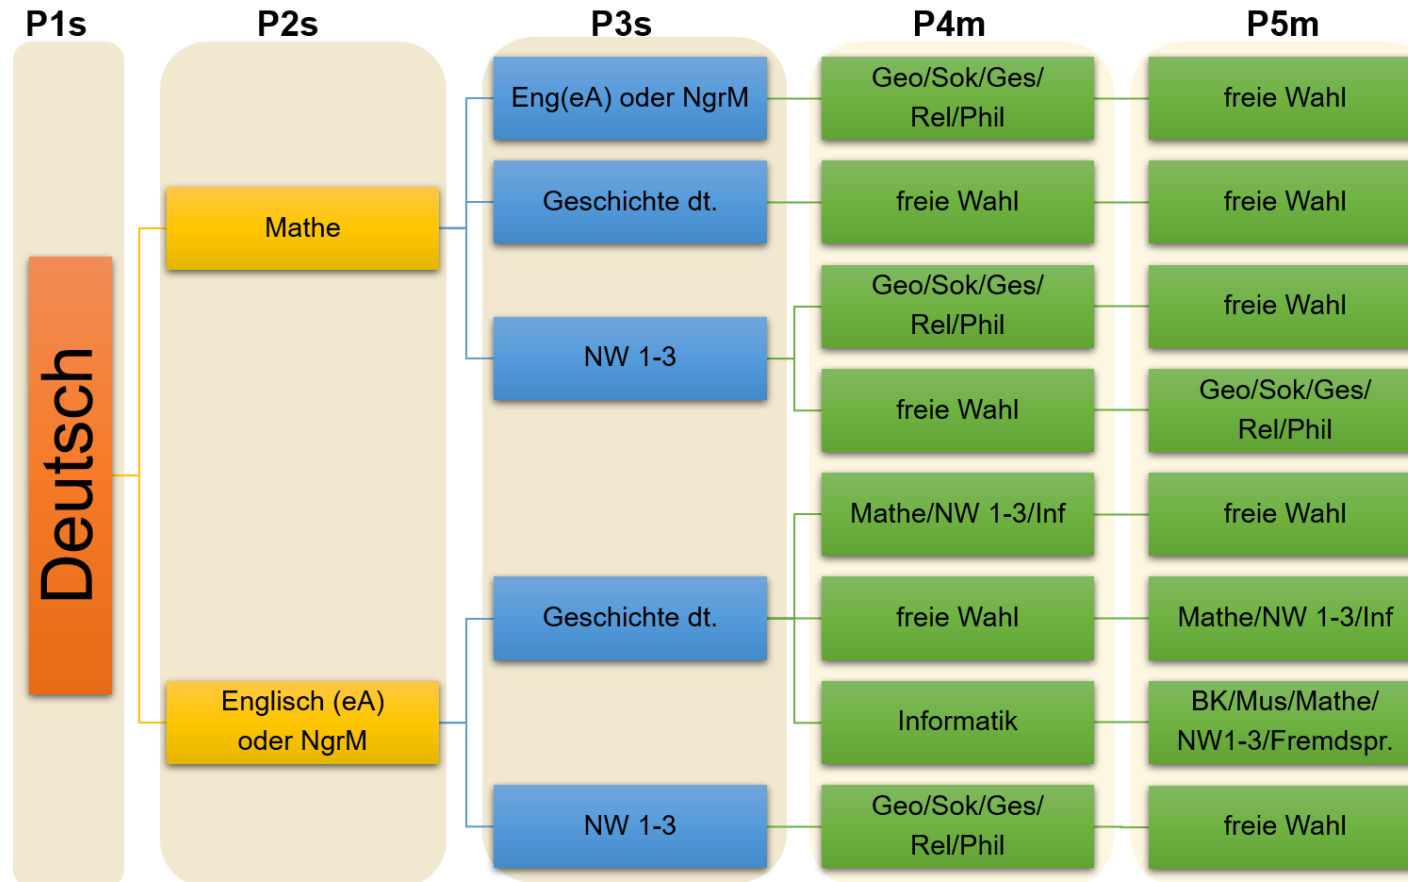 P1s P2s P3s P4m P5m
Deutsch
Mathe
Englisch (eA)
oder NgrM
Eng(eA) oder NgrM
Geschichte dt.
NW 1-3
Geschichte dt.
NW 1-3
Geo/Sok/Ges/
Rel/Phil
freie Wahl
Geo/Sok/Ges/
Rel/Phil
freie Wahl
Mathe/NW 1-3/Inf
freie Wahl
Informatik
Geo/Sok/Ges/
Rel/Phil
freie Wahl
freie Wahl
freie Wahl
Geo/Sok/Ges/
Rel/Phil
freie Wahl
Mathe/NW 1-3/Inf
BK/Mus/Mathe/
NW1-3/Fremdspr.
freie Wahl